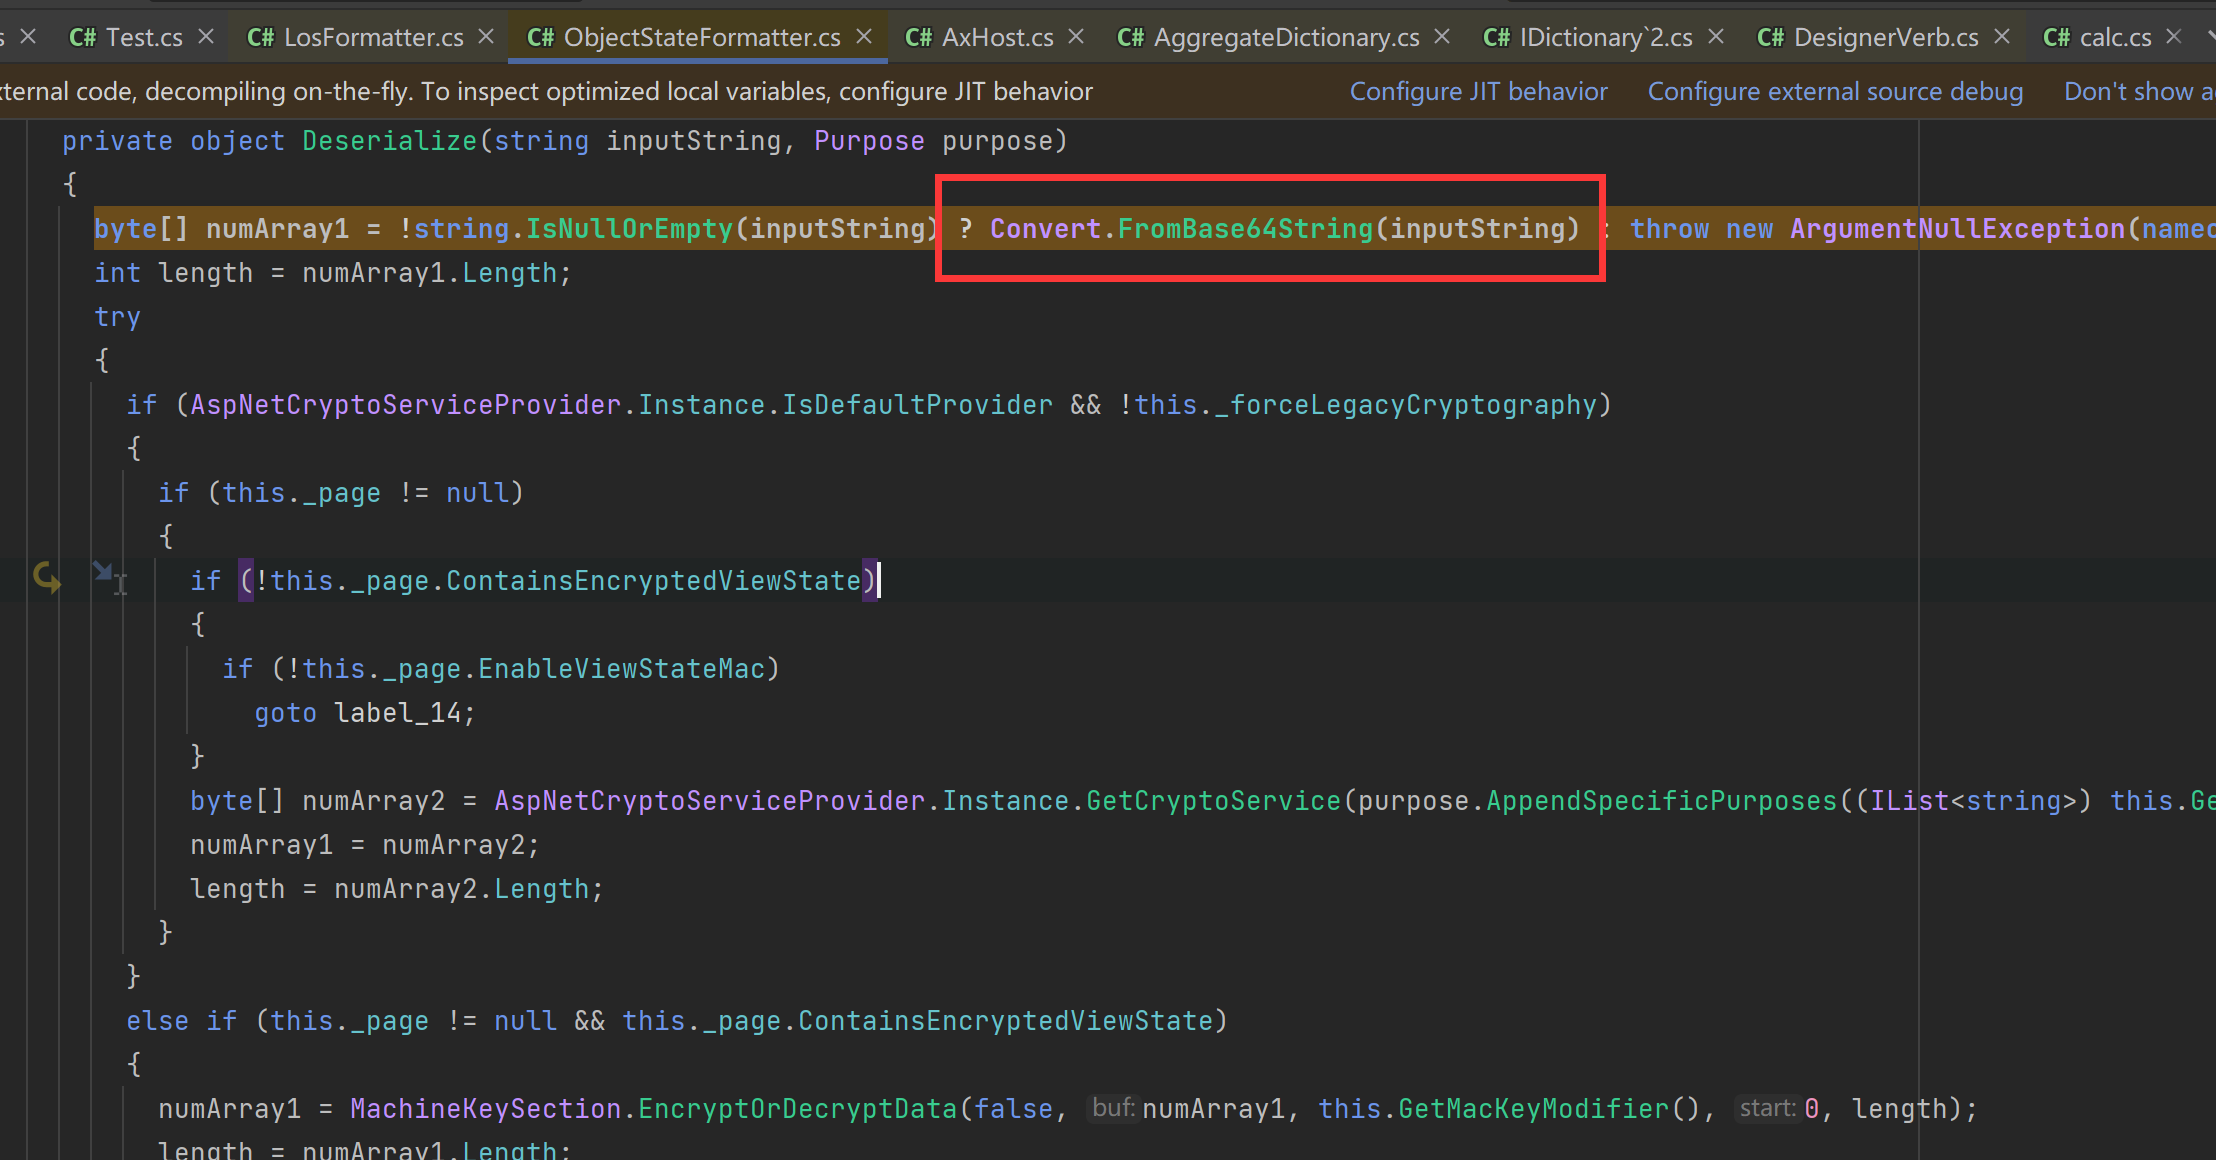 s × C# Test.cs × C# LosFormatter.cs × C# ObjectStateFormatter.cs × C# AxHost.cs × C# AggregateDictionary.cs × C# IDictionary`2.cs × C# DesignerVerb.cs × C# calc.cs ×
ternal code, decompiling on-the-fly. To inspect optimized local variables, configure JIT behavior Configure JIT behavior Configure external source debug Don't show a
private object Deserialize(string inputString, Purpose purpose)
{
byte[] numArray1 = !string.IsNullOrEmpty(inputString) ? Convert.FromBase64String(inputString) : throw new ArgumentNullException(nameo
int length = numArray1.Length;
try
{
if (AspNetCryptoServiceProvider.Instance.IsDefaultProvider && !this._forceLegacyCryptography)
{
if (this._page != null)
{
if (!this._page.ContainsEncryptedViewState)
{
if (!this._page.EnableViewStateMac)
goto label_14;
}
byte[] numArray2 = AspNetCryptoServiceProvider.Instance.GetCryptoService(purpose.AppendSpecificPurposes((IList<string>) this.Ge
numArray1 = numArray2;
length = numArray2.Length;
}
}
else if (this._page != null && this._page.ContainsEncryptedViewState)
{
numArray1 = MachineKeySection.EncryptOrDecryptData(false, buf: numArray1, this.GetMacKeyModifier(), start: 0, length);
length = numArray1.Length;